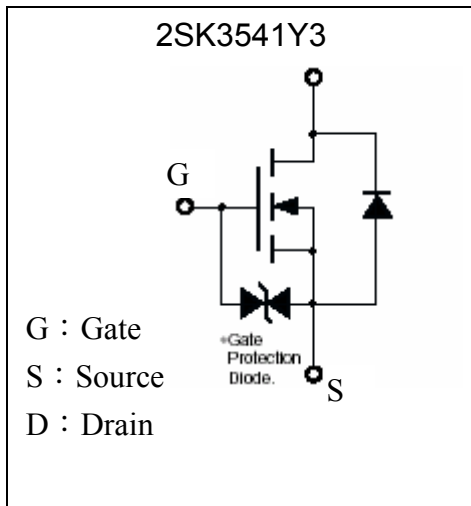 2SK3541Y3
G
*Gate
Protection
Diode.
S
G：Gate
S：Source
D：Drain